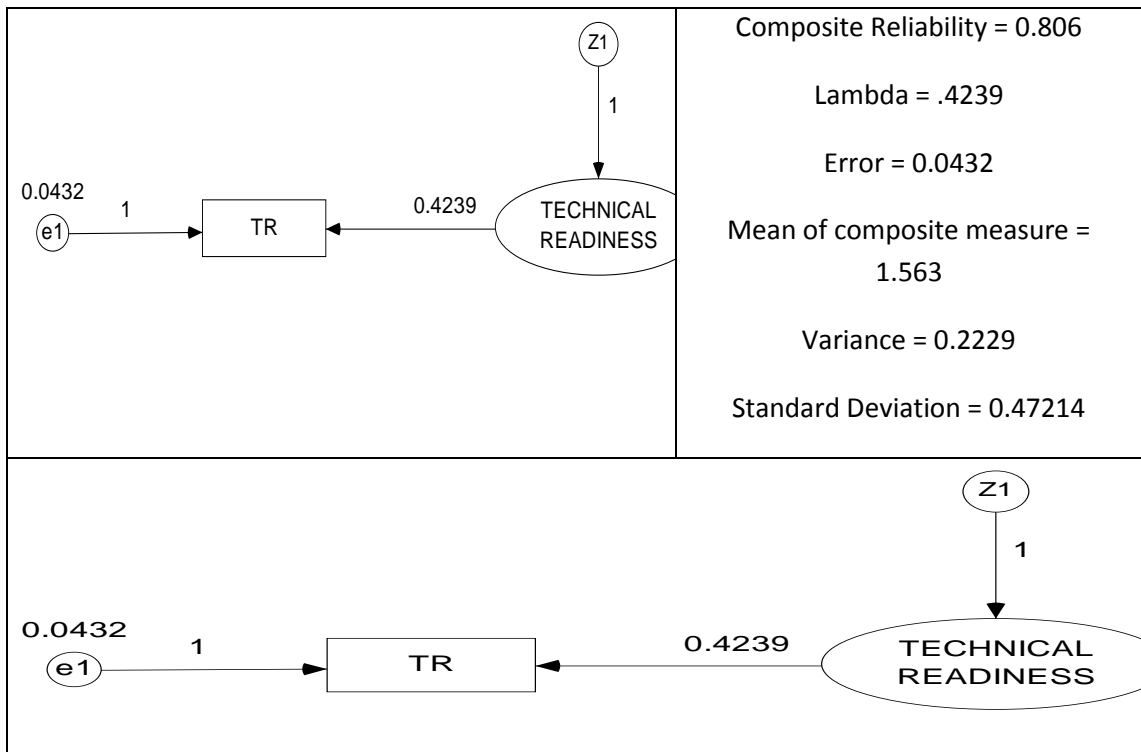 Z1
1
0.0432
1
e1
TR
0.4239
TECHNICAL
READINESS
Composite Reliability = 0.806
Lambda = .4239
Error = 0.0432
Mean of composite measure =
1.563
Variance = 0.2229
Standard Deviation = 0.47214
Z1
1
0.0432
1
e1
TR
0.4239
TECHNICAL
READINESS